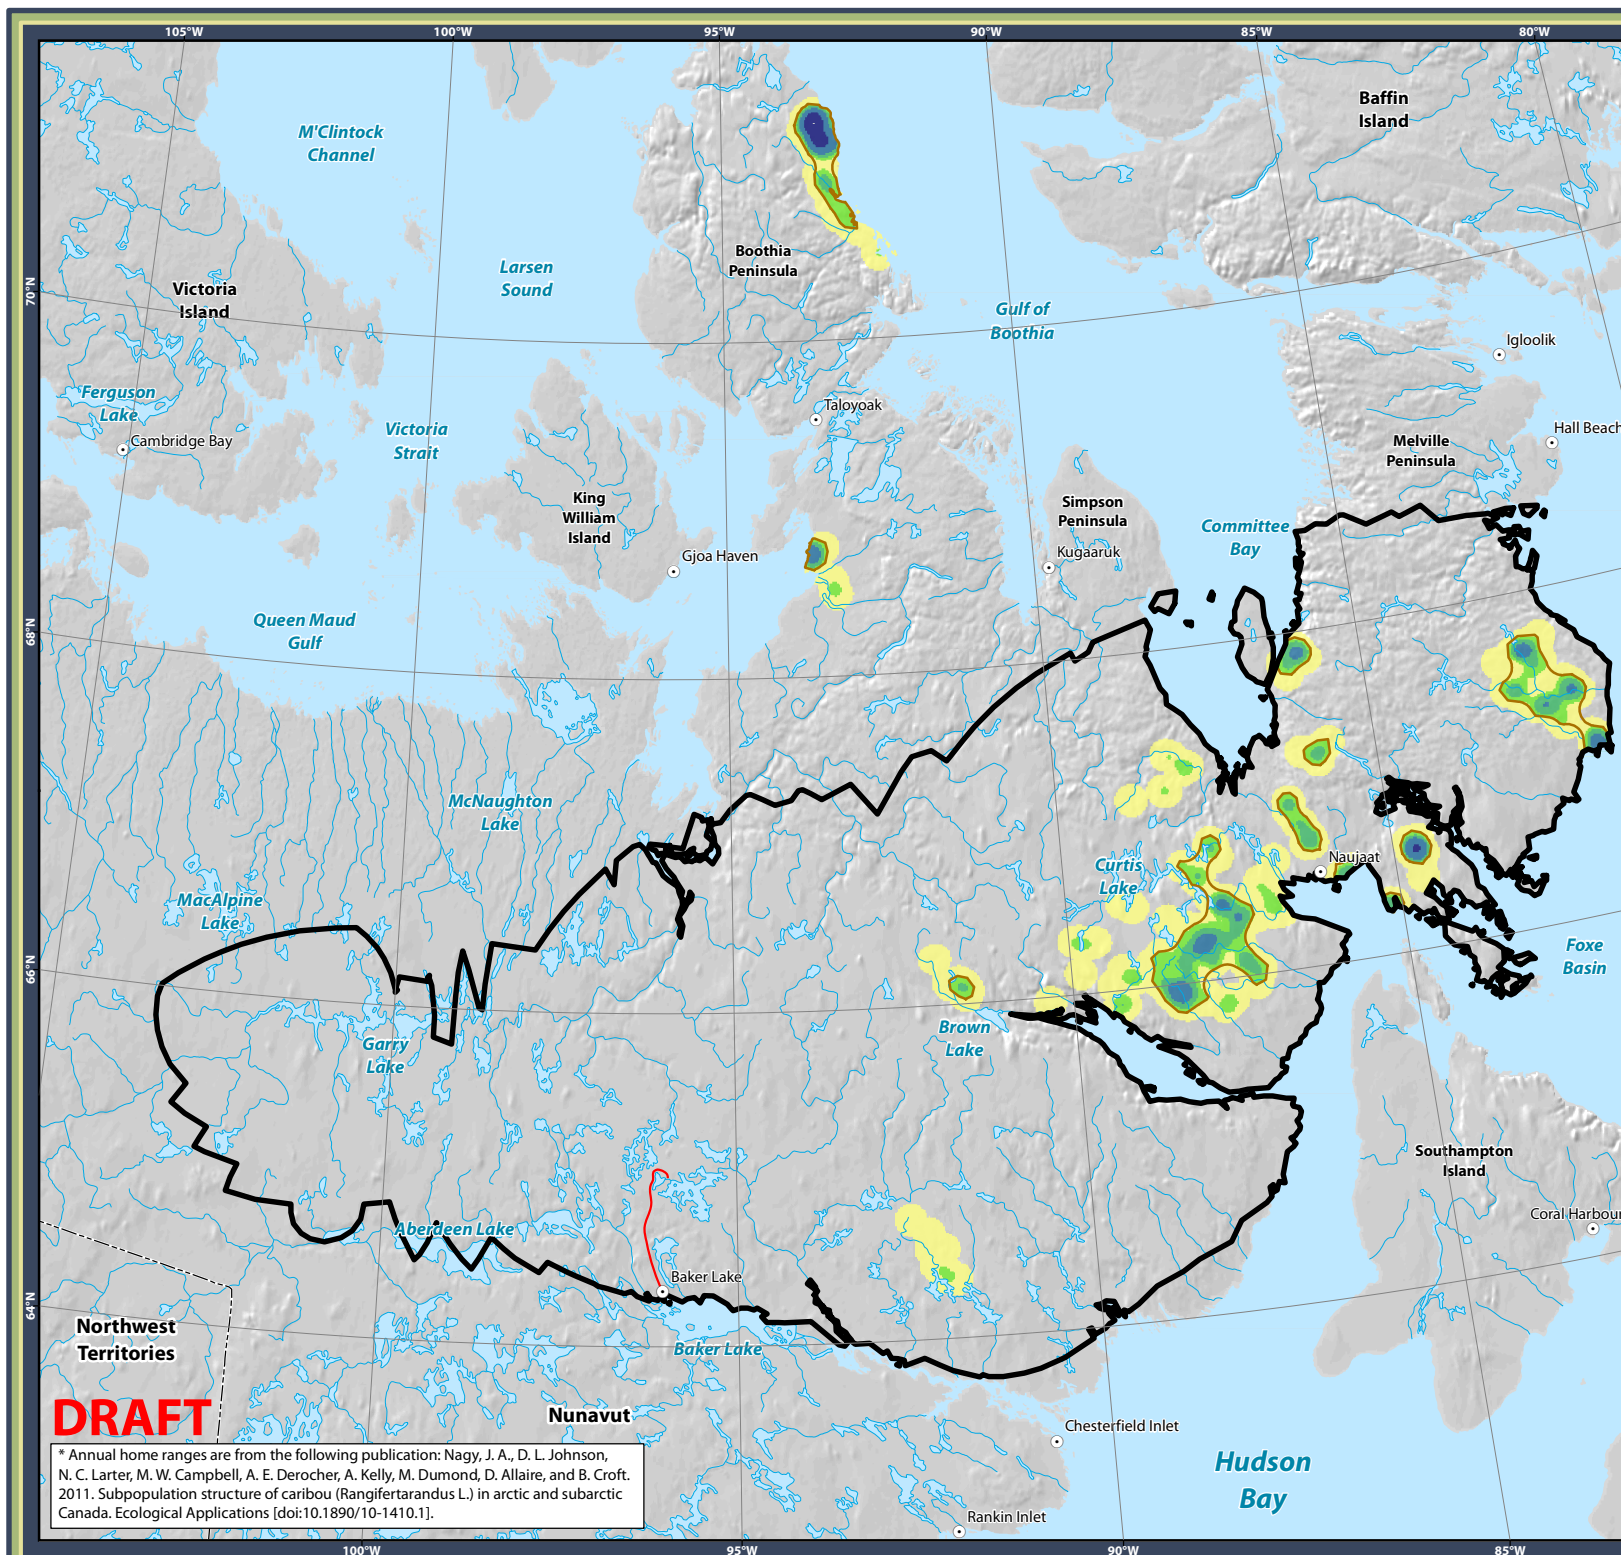 105°W
100°W
95°W
90°W
85°W
80°W
Baffin
Island
M'Clintock
Channel
Boothia
Peninsula
Larsen
Sound
70°N
Victoria
Island
Gulf of
Boothia
Igloolik
Ferguson
Lake
Taloyoak
Cambridge Bay
Victoria
Strait
Hall Beach
Melville
Peninsula
King
William
Island
Simpson
Peninsula
Committee
Bay
Gjoa Haven
Kugaaruk
68°N
Queen Maud
Gulf
McNaughton
Lake
Curtis
Lake
Naujaat
MacAlpine
Lake
66°N
Foxe
Basin
Brown
Lake
Garry
Lake
Southampton
Island
Coral Harbour
Aberdeen Lake
Baker Lake
64°N
Northwest
Territories
Baker Lake
DRAFT
Nunavut
Chesterfield Inlet
Hudson
Bay
* Annual home ranges are from the following publication: Nagy, J. A., D. L. Johnson,
N. C. Larter, M. W. Campbell, A. E. Derocher, A. Kelly, M. Dumond, D. Allaire, and B. Croft.
2011. Subpopulation structure of caribou (Rangifertarandus L.) in arctic and subarctic
Canada. Ecological Applications [doi:10.1890/10-1410.1].
Rankin Inlet
100°W
95°W
90°W
85°W